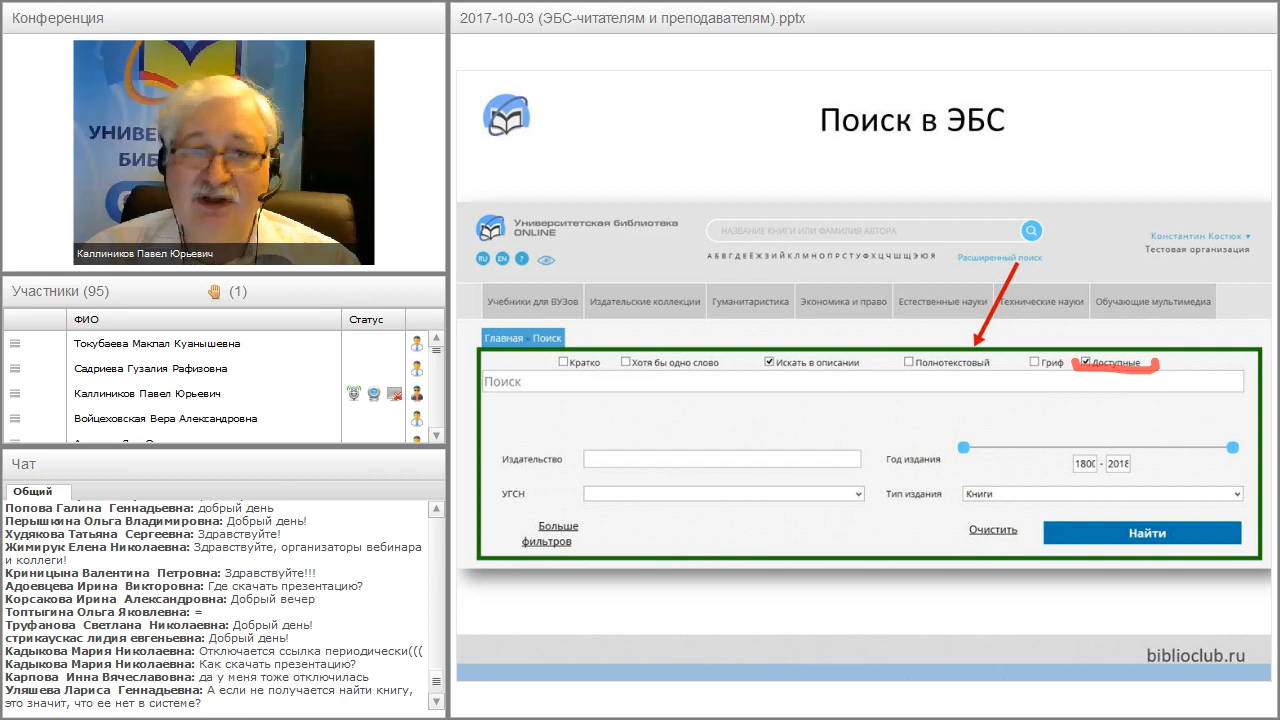 Конференция
УНИВЕР
БИБ
Каллиников Павел Юрьевич
Участники (95)
(1)
ФИО
Статус
Токубаева Макпал Куанышевна
Садриева Гузалия Рафизовна
Каллиников Павел Юрьевич
Войцеховская Вера Александровна
Чат
Общий
Попова Галина Геннадьевна: добрый день
Перышкина Ольга Владимировна: Добрый день!
Худякова Татьяна Сергеевна: Здравствуйте!
Жимирук Елена Николаевна: Здравствуйте, организаторы вебинара
и коллеги!
Криницына Валентина Петровна: Здравствуйте!!!
Адоевцева Ирина Викторовна: Где скачать презентацию?
Корсакова Ирина Александровна: Добрый вечер
Топтыгина Ольга Яковлевна: =
Труфанова Светлана Николаевна: Добрый день!
стрикаускас лидия евгеньевна: Добрый день!
Кадыкова Мария Николаевна: Отключается ссылка периодически(((
Кадыкова Мария Николаевна: Как скачать презентацию?
Карпова Инна Вячеславовна: да у меня тоже отключилась
Уляшева Лариса Геннадьевна: А если не получается найти книгу,
это значит, что ее нет в системе?
2017-10-03 (ЭБС-читателям и преподавателям).pptx
Поиск в ЭБС
Университетская библиотека
ONLINE
RU EN ?
НАЗВАНИЕ КНИГИ ИЛИ ФАМИЛИЯ АВТОРА
А Б В Г Д Е Ё Ж З Й К Л М Н О П Р С Т У Ф Х Ц Ч Ш Щ Э Ю Я
Расширенный поиск
Константин Костюк ▾
Тестовая организация
Учебники для ВУЗов Издательские коллекции Гуманитаристика Экономика и право Естественные науки Технические науки Обучающие мультимедиа
Главная » Поиск
Кратко Хотя бы одно слово Искать в описании Полнотекстовый Гриф Доступные
Поиск
Издательство
Год издания
1800 - 2018
УГСН
Тип издания Книги
Больше
фильтров
Очистить
Найти
biblioclub.ru